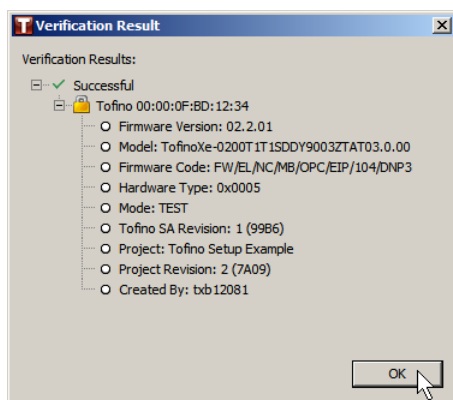 Verification Result
Verification Results:
Successful
Tofino 00:00:0F:BD:12:34
Firmware Version: 02.2.01
Model: TofinoXe-0200T1T1SDDY9003ZTAT03.0.00
Firmware Code: FW/EL/NC/MB/OPC/EIP/104/DNP3
Hardware Type: 0x0005
Mode: TEST
Tofino SA Revision: 1 (99B6)
Project: Tofino Setup Example
Project Revision: 2 (7A09)
Created By: txb12081
OK